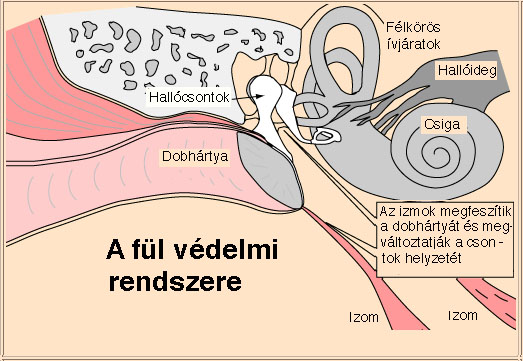 Félkörös
ívjáratok
Hallóideg
Hallócsontok
Csiga
Dobhártya
Az izmok megfeszítik
a dobhártyát és meg-
változtatják a cson -
tok helyzetét
A fül védelmi
rendszere
Izom
Izom